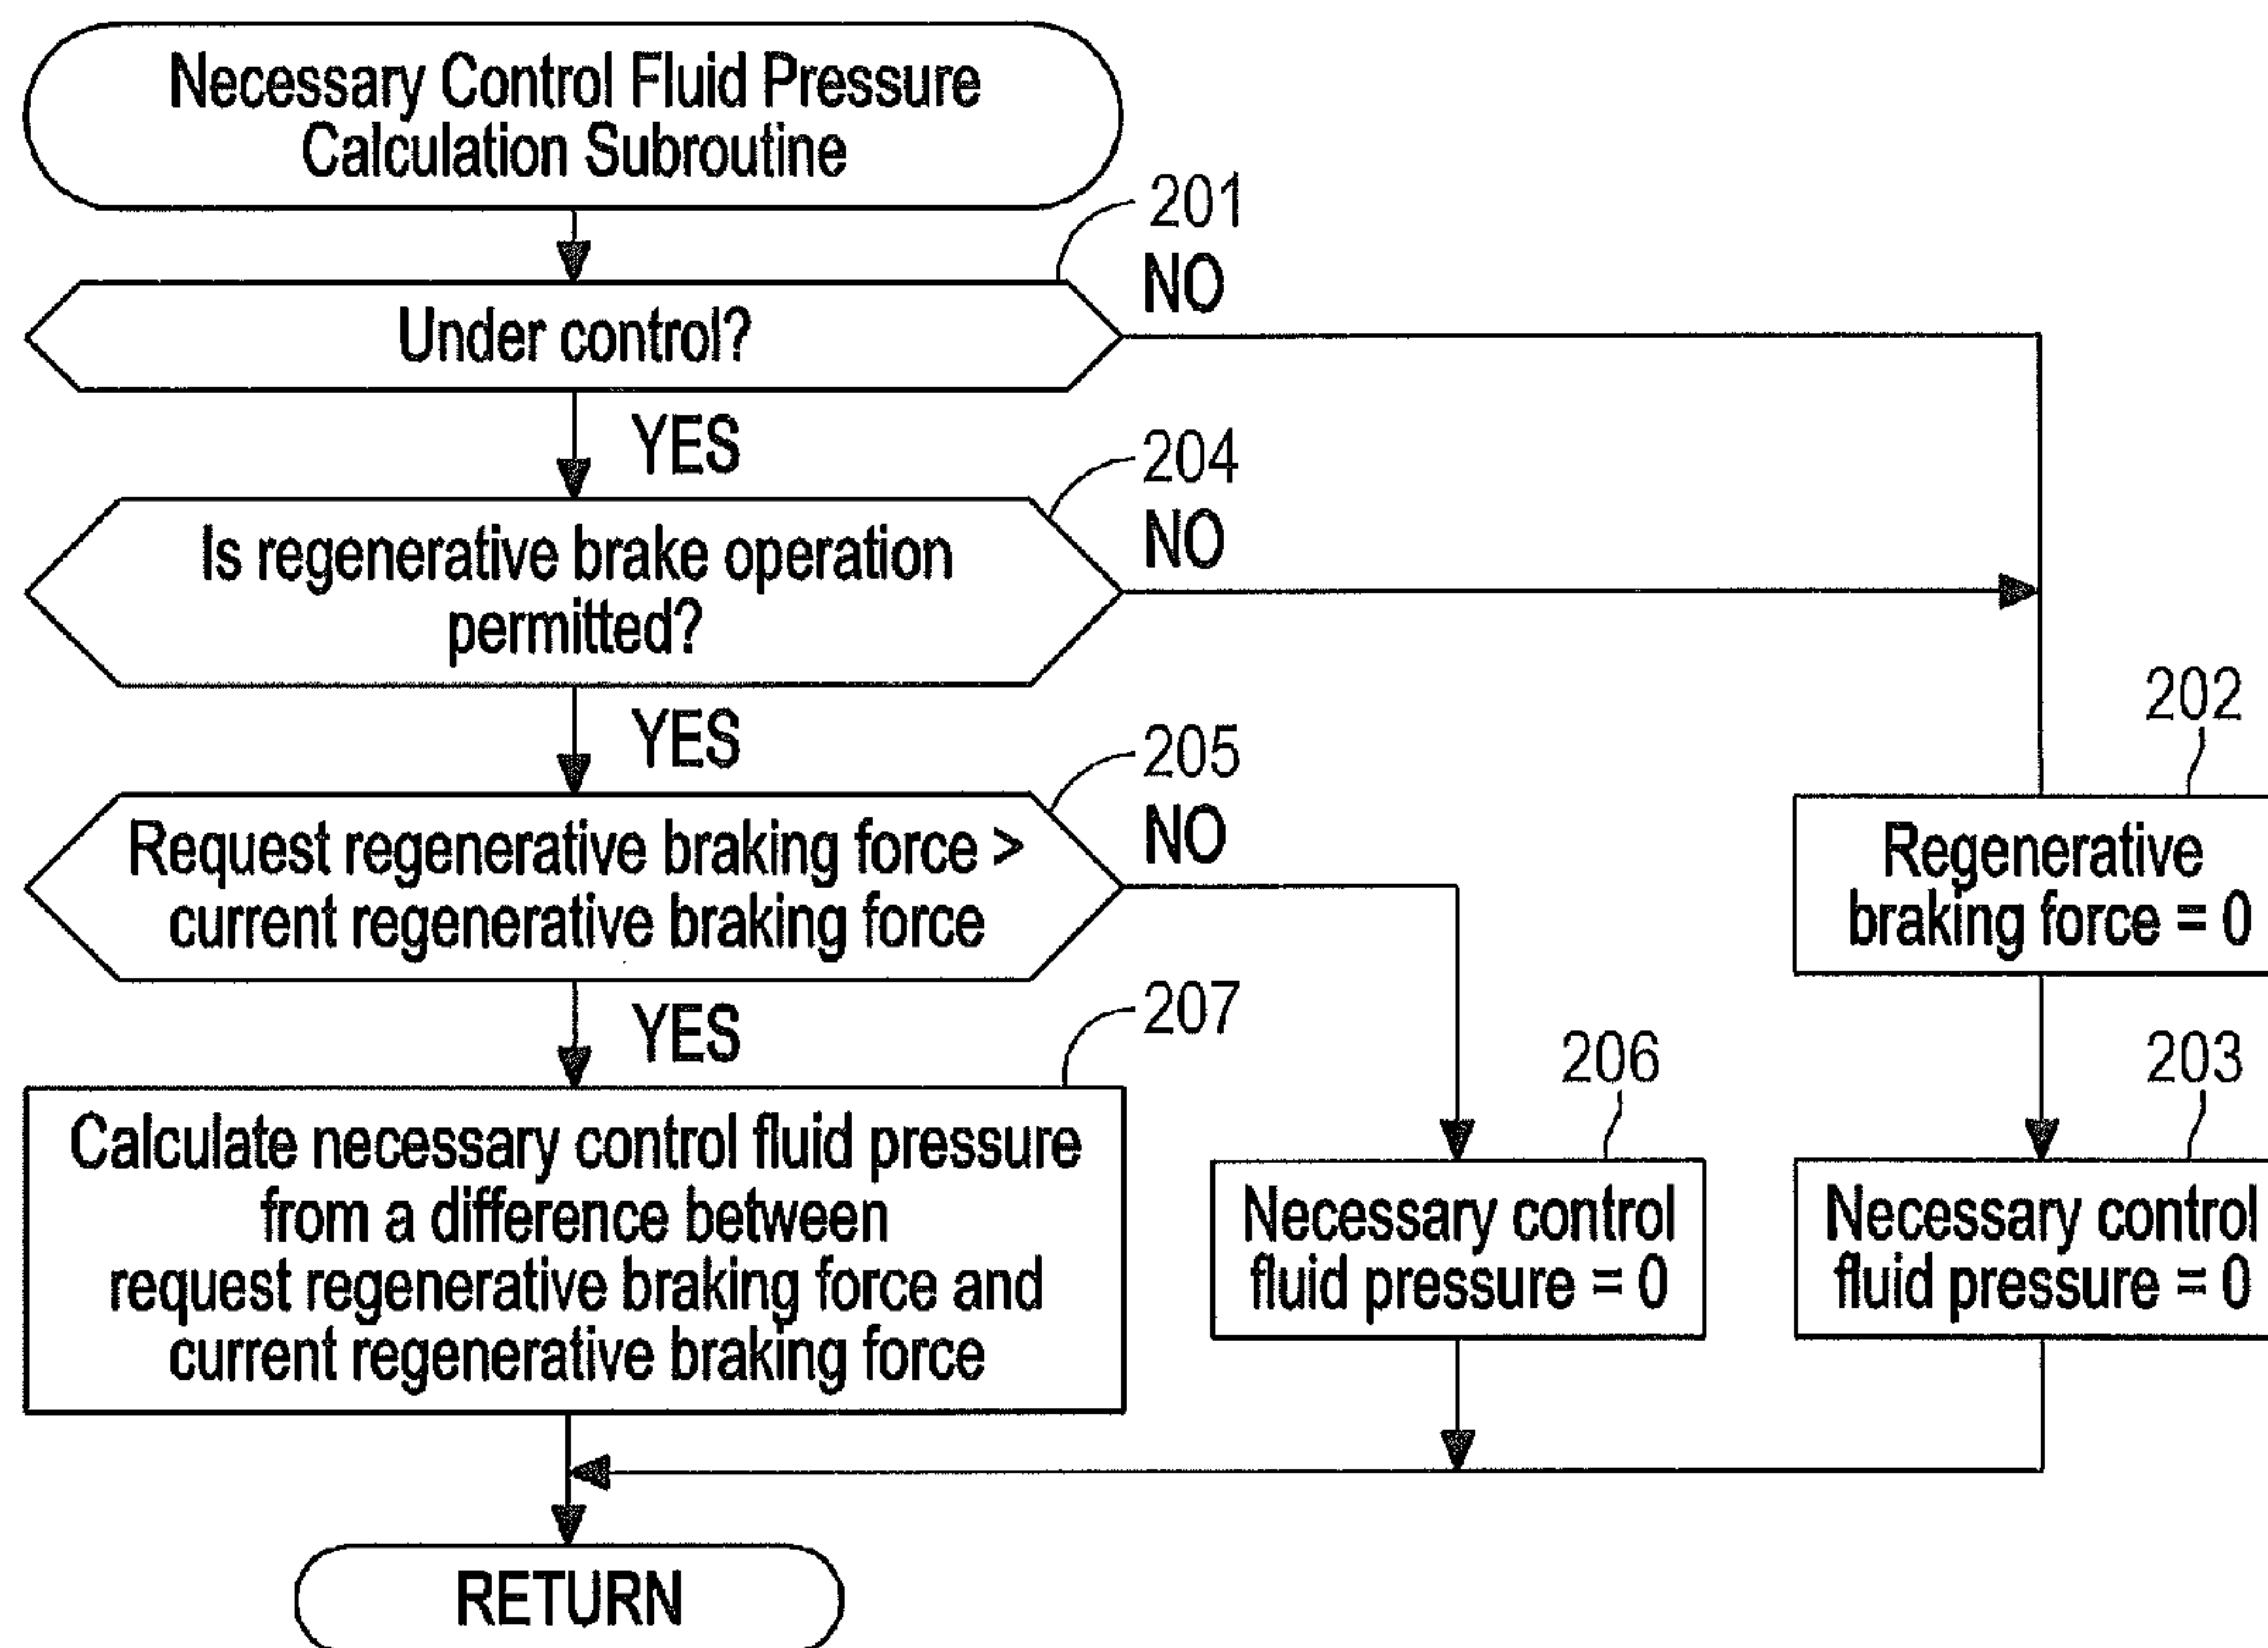 Necessary Control Fluid Pressure
Calculation Subroutine
201
Under control?
NO
YES
204
Is regenerative brake operation
permitted?
NO
YES
205
Request regenerative braking force >
current regenerative braking force
NO
YES
202
Regenerative
braking force = 0
207
Calculate necessary control fluid pressure
from a difference between
request regenerative braking force and
current regenerative braking force
206
Necessary control
fluid pressure = 0
203
Necessary control
fluid pressure = 0
RETURN